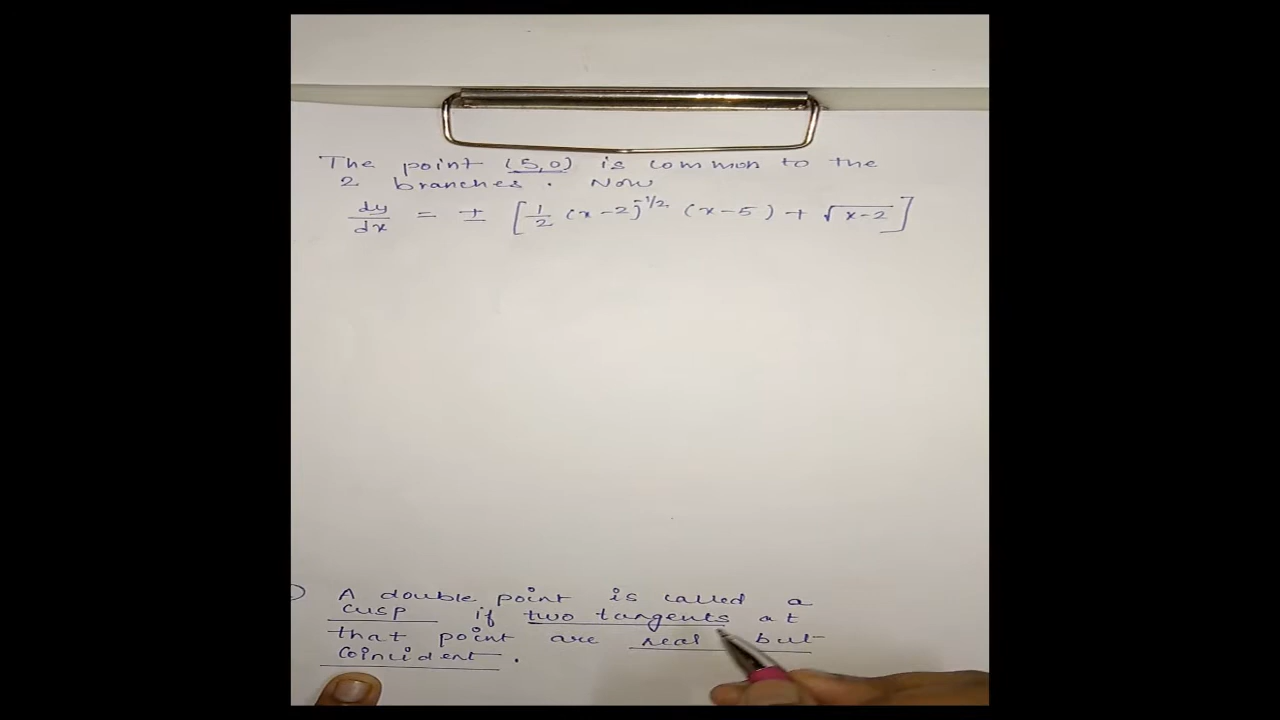 The point (5,0) is common to the
2 branches. Now
dy/dx = ± [1/2 (x-2)^-1/2 (x-5) + √x-2]
A double point is called a
cusp if two tangents at
that point are real but
coincident.